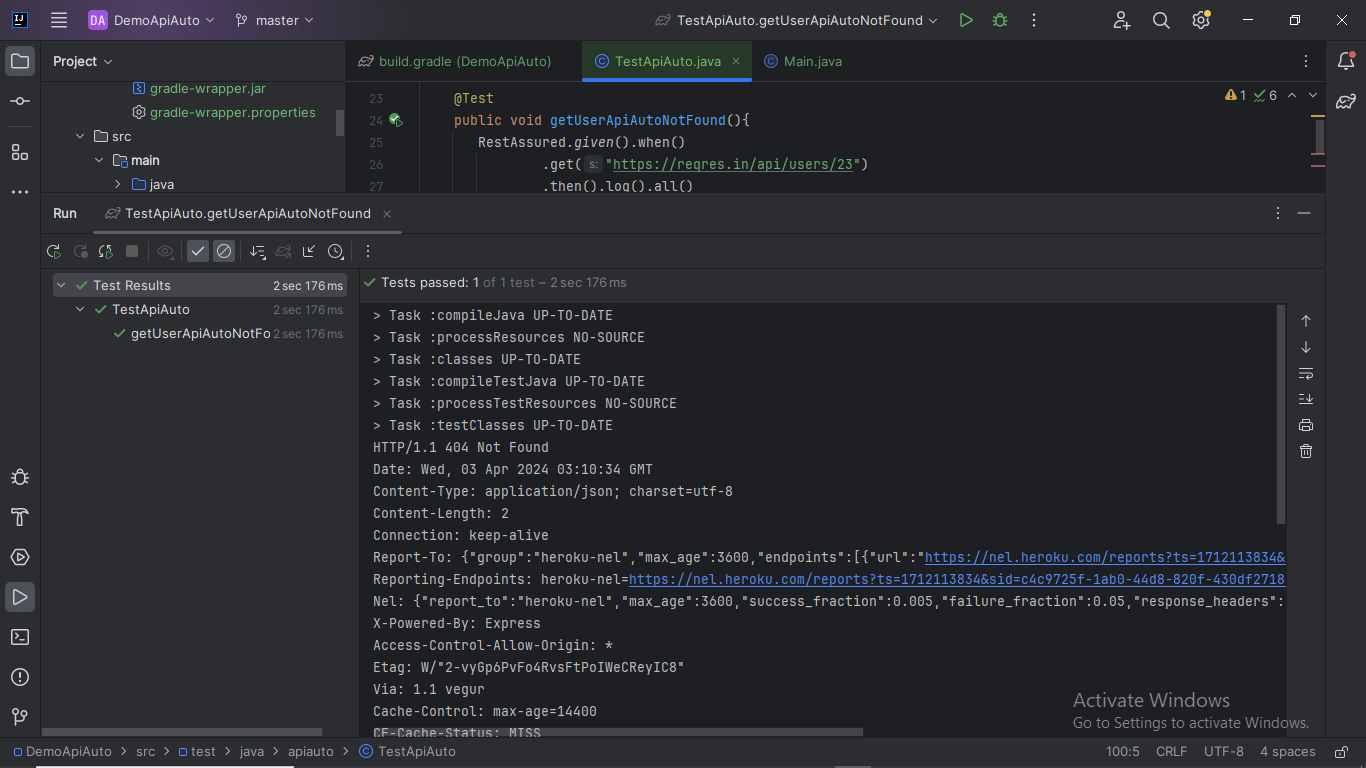 DA DemoApiAuto master TestApiAuto.getUserApiAutoNotFound
Project
gradle-wrapper.jar
gradle-wrapper.properties
src
main
java
build.gradle (DemoApiAuto) TestApiAuto.java Main.java
1 6
23 @Test
24 public void getUserApiAutoNotFound(){
25 RestAssured.given().when()
26 .get( s: "https://reqres.in/api/users/23")
27 .then().log().all()
Run TestApiAuto.getUserApiAutoNotFound
Test Results 2 sec 176 ms
TestApiAuto 2 sec 176 ms
getUserApiAutoNotFo 2 sec 176 ms
Tests passed: 1 of 1 test – 2 sec 176 ms
> Task :compileJava UP-TO-DATE
> Task :processResources NO-SOURCE
> Task :classes UP-TO-DATE
> Task :compileTestJava UP-TO-DATE
> Task :processTestResources NO-SOURCE
> Task :testClasses UP-TO-DATE
HTTP/1.1 404 Not Found
Date: Wed, 03 Apr 2024 03:10:34 GMT
Content-Type: application/json; charset=utf-8
Content-Length: 2
Connection: keep-alive
Report-To: {"group":"heroku-nel","max_age":3600,"endpoints":[{"url":"https://nel.heroku.com/reports?ts=1712113834&
Reporting-Endpoints: heroku-nel=https://nel.heroku.com/reports?ts=1712113834&sid=c4c9725f-1ab0-44d8-820f-430df2718
Nel: {"report_to":"heroku-nel","max_age":3600,"success_fraction":0.005,"failure_fraction":0.05,"response_headers":
X-Powered-By: Express
Access-Control-Allow-Origin: *
Etag: W/"2-vyGp6PvFo4RvsFtPoIWeCReyIC8"
Via: 1.1 vegur
Cache-Control: max-age=14400
CF-Cache-Status: MISS
Activate Windows
Go to Settings to activate Windows.
DemoApiAuto > src > test > java > apiauto > TestApiAuto
100:5 CRLF UTF-8 4 spaces